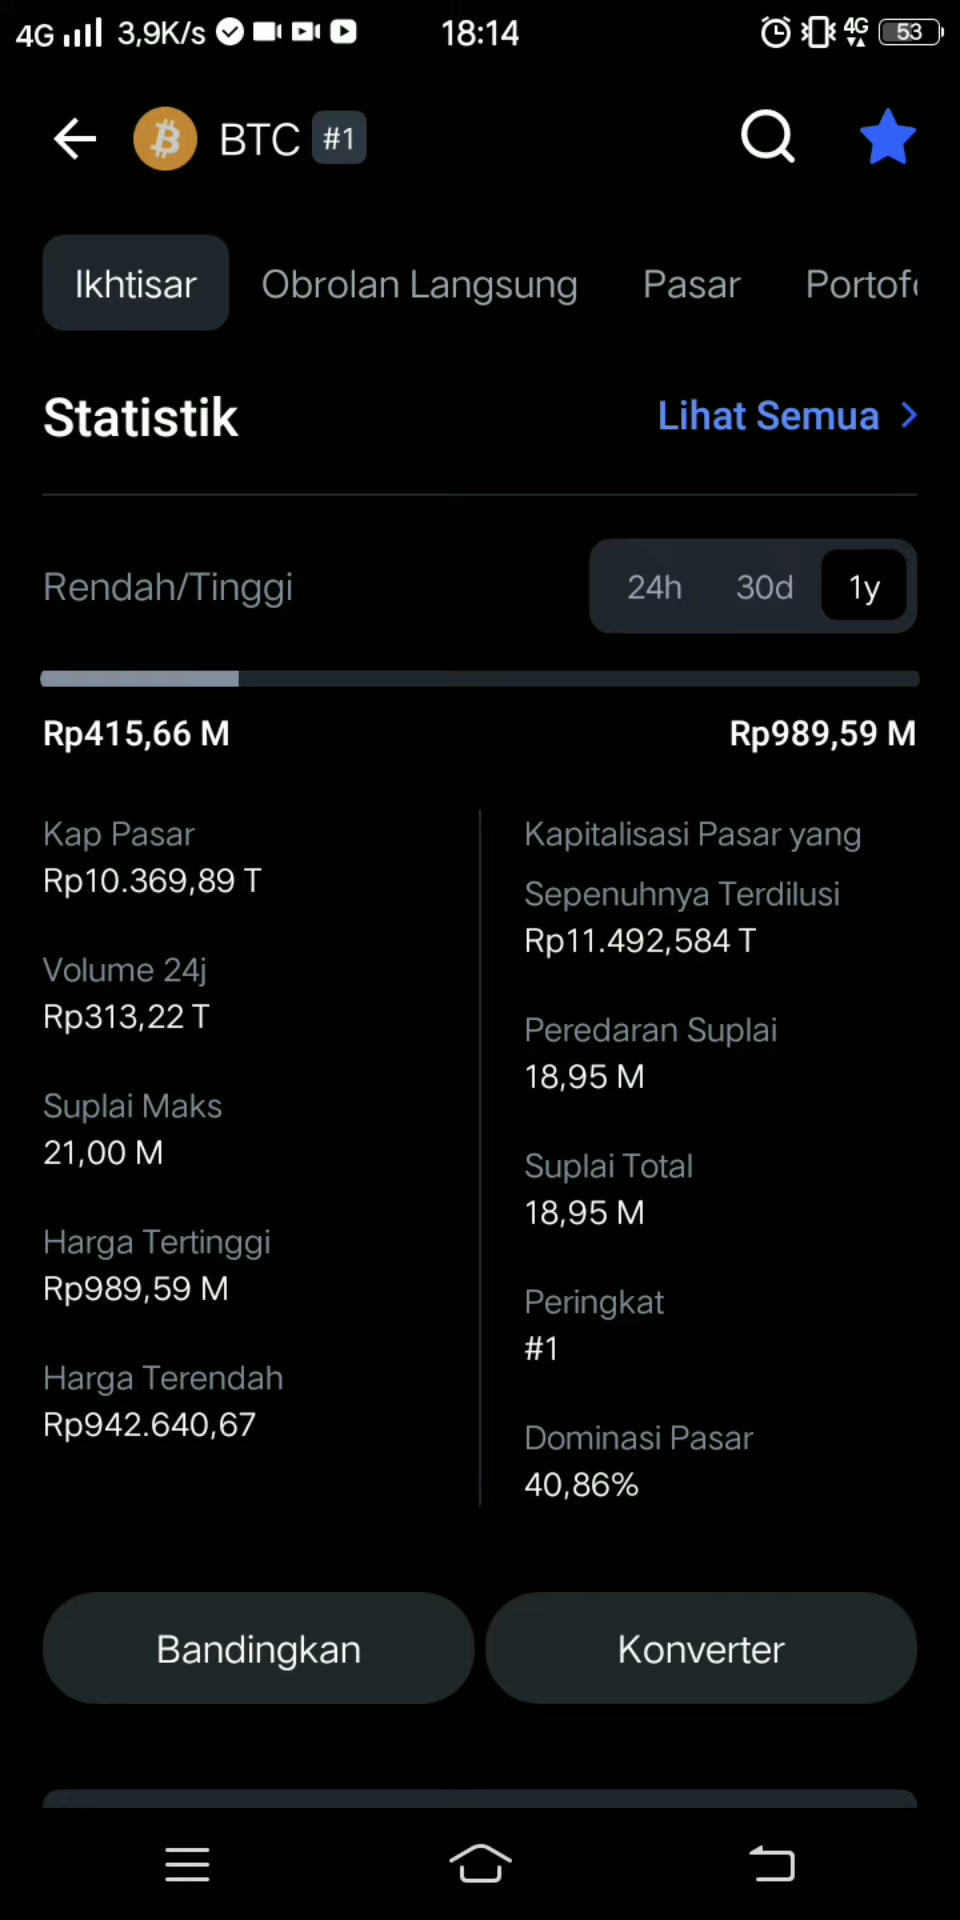 4G 3,9K/s 18:14 4G 53
BTC #1
Ikhtisar Obrolan Langsung Pasar Portofo
Statistik Lihat Semua
Rendah/Tinggi 24h 30d 1y
Rp415,66 M Rp989,59 M
Kap Pasar
Rp10.369,89 T
Volume 24j
Rp313,22 T
Suplai Maks
21,00 M
Harga Tertinggi
Rp989,59 M
Harga Terendah
Rp942.640,67
Kapitalisasi Pasar yang
Sepenuhnya Terdilusi
Rp11.492,584 T
Peredaran Suplai
18,95 M
Suplai Total
18,95 M
Peringkat
#1
Dominasi Pasar
40,86%
Bandingkan Konverter